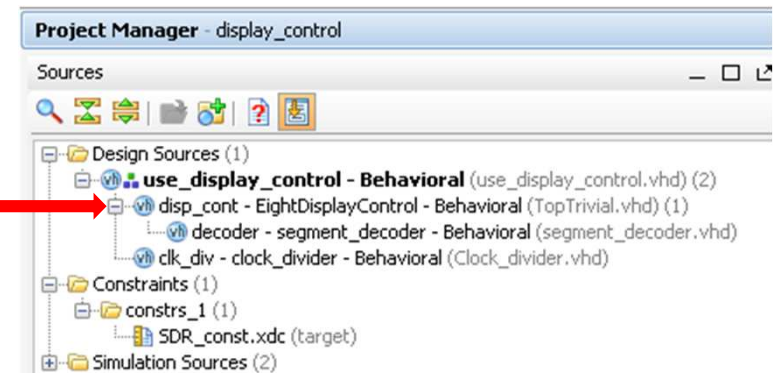 Project Manager - display_control
Sources
Design Sources (1)
use_display_control - Behavioral (use_display_control.vhd) (2)
disp_cont - EightDisplayControl - Behavioral (TopTrivial.vhd) (1)
decoder - segment_decoder - Behavioral (segment_decoder.vhd)
clk_div - clock_divider - Behavioral (Clock_divider.vhd)
Constraints (1)
constrs_1 (1)
SDR_const.xdc (target)
Simulation Sources (2)